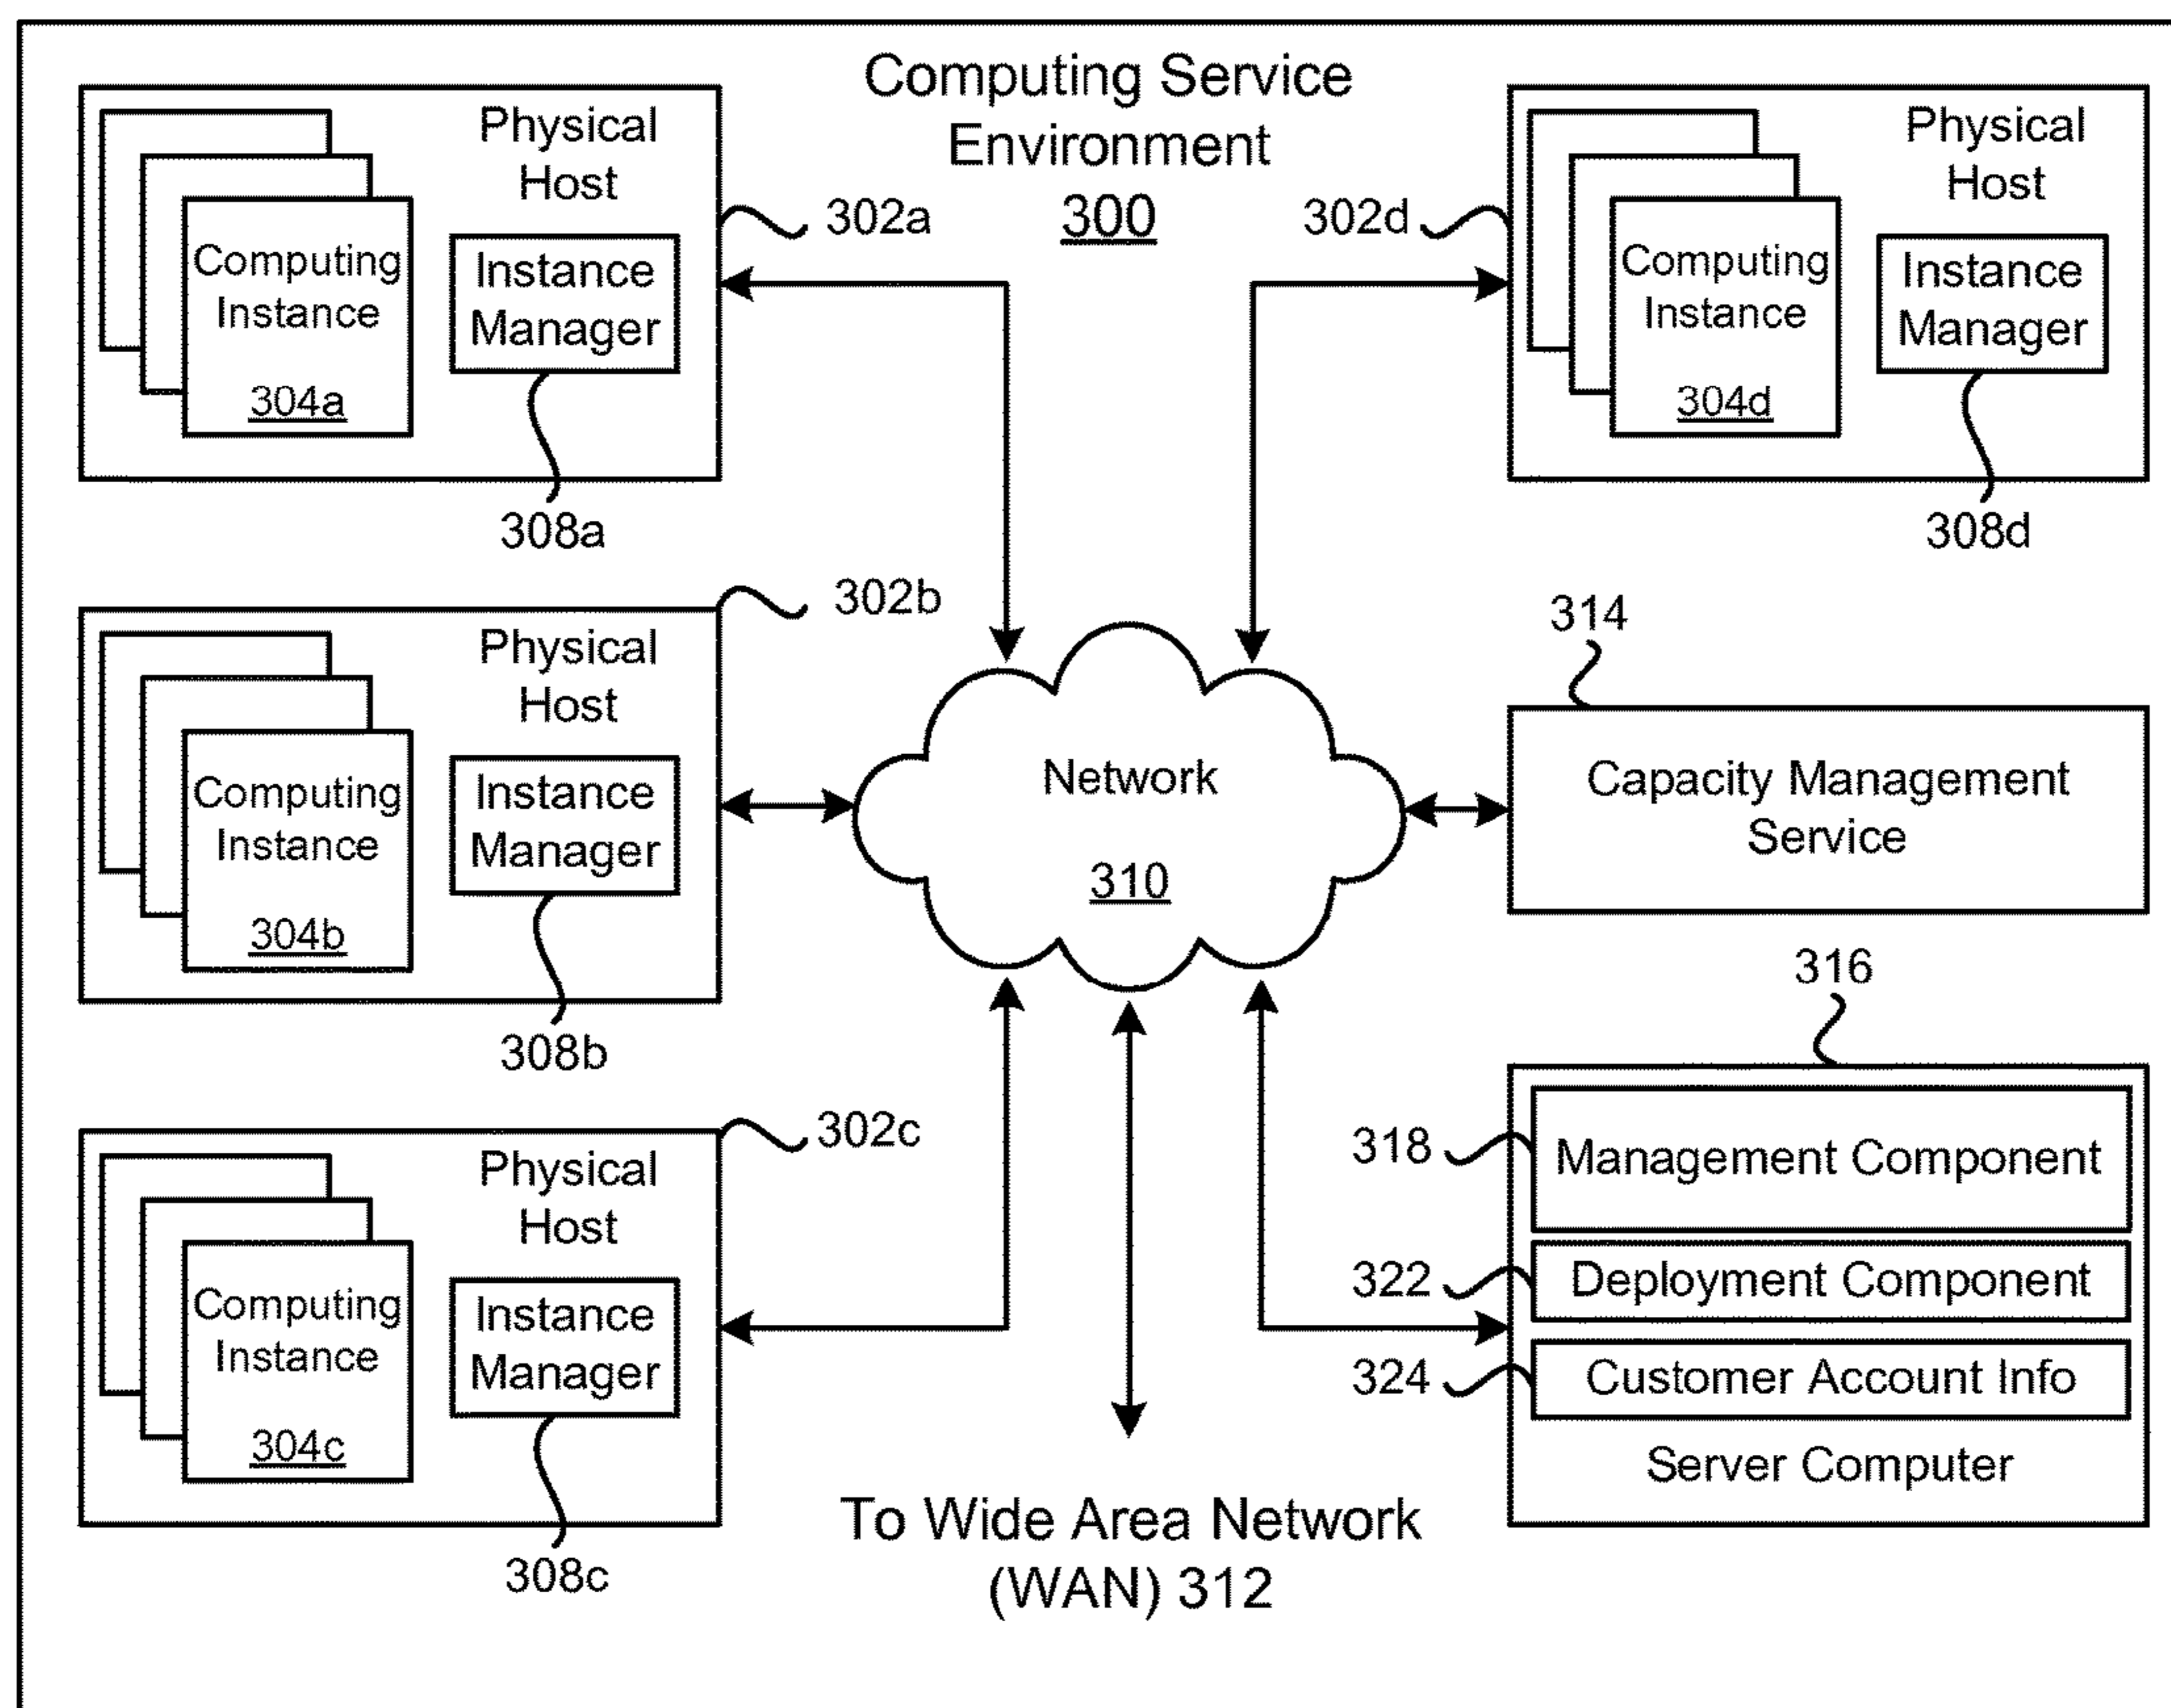 Computing Service
Environment
300
Physical
Host
Computing
Instance
304a
Instance
Manager
302a
308a
Physical
Host
Computing
Instance
304d
Instance
Manager
302d
308d
Physical
Host
Computing
Instance
304b
Instance
Manager
302b
308b
Network
310
314
Capacity Management
Service
Physical
Host
Computing
Instance
304c
Instance
Manager
302c
308c
To Wide Area Network
(WAN) 312
316
318
Management Component
322
Deployment Component
324
Customer Account Info
Server Computer